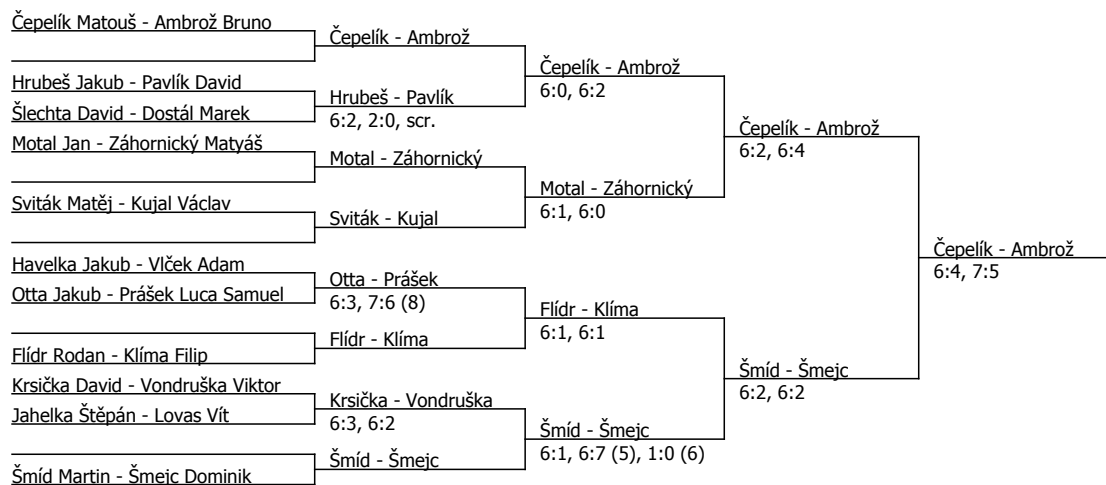 Čepelík Matouš - Ambrož Bruno
Hrubeš Jakub - Pavlík David
Šlechta David - Dostál Marek
Motal Jan - Záhornický Matyáš
Sviták Matěj - Kujal Václav
Havelka Jakub - Vlček Adam
Otta Jakub - Prášek Luca Samuel
Flídr Rodan - Klíma Filip
Krsička David - Vondruška Viktor
Jahelka Štěpán - Lovas Vít
Šmíd Martin - Šmejc Dominik
Čepelík - Ambrož
Hrubeš - Pavlík
6:2, 2:0, scr.
Motal - Záhornický
Sviták - Kujal
Otta - Prášek
6:3, 7:6 (8)
Flídr - Klíma
Krsička - Vondruška
6:3, 6:2
Šmíd - Šmejc
Čepelík - Ambrož
6:0, 6:2
Motal - Záhornický
6:1, 6:0
Flídr - Klíma
6:1, 6:1
Šmíd - Šmejc
6:1, 6:7 (5), 1:0 (6)
Čepelík - Ambrož
6:2, 6:4
Šmíd - Šmejc
6:2, 6:2
Čepelík - Ambrož
6:4, 7:5